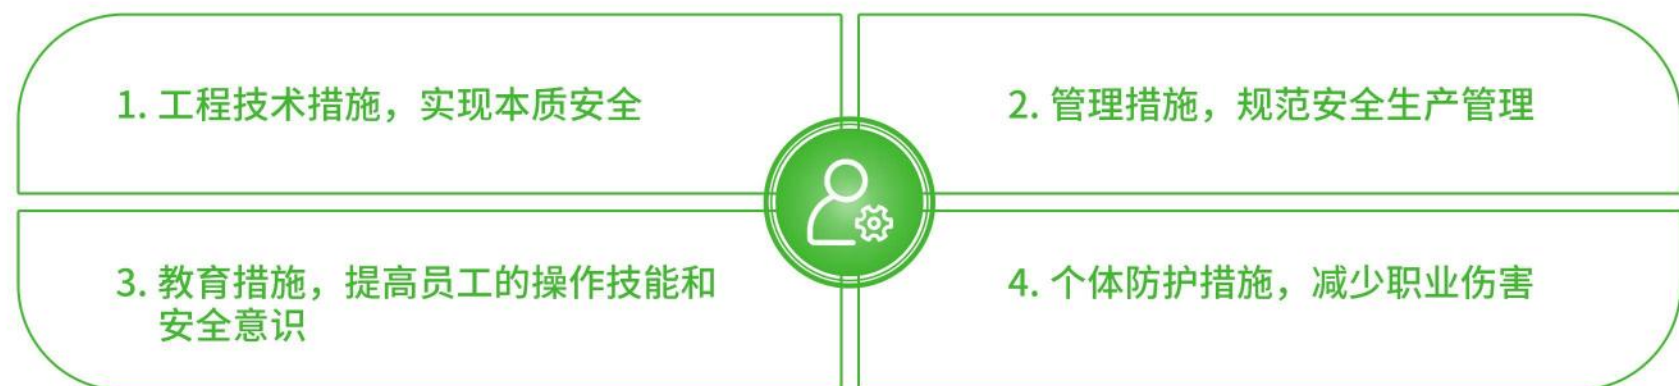 1. 工程技术措施，实现本质安全
2. 管理措施，规范安全生产管理
3. 教育措施，提高员工的操作技能和
安全意识
4. 个体防护措施，减少职业伤害